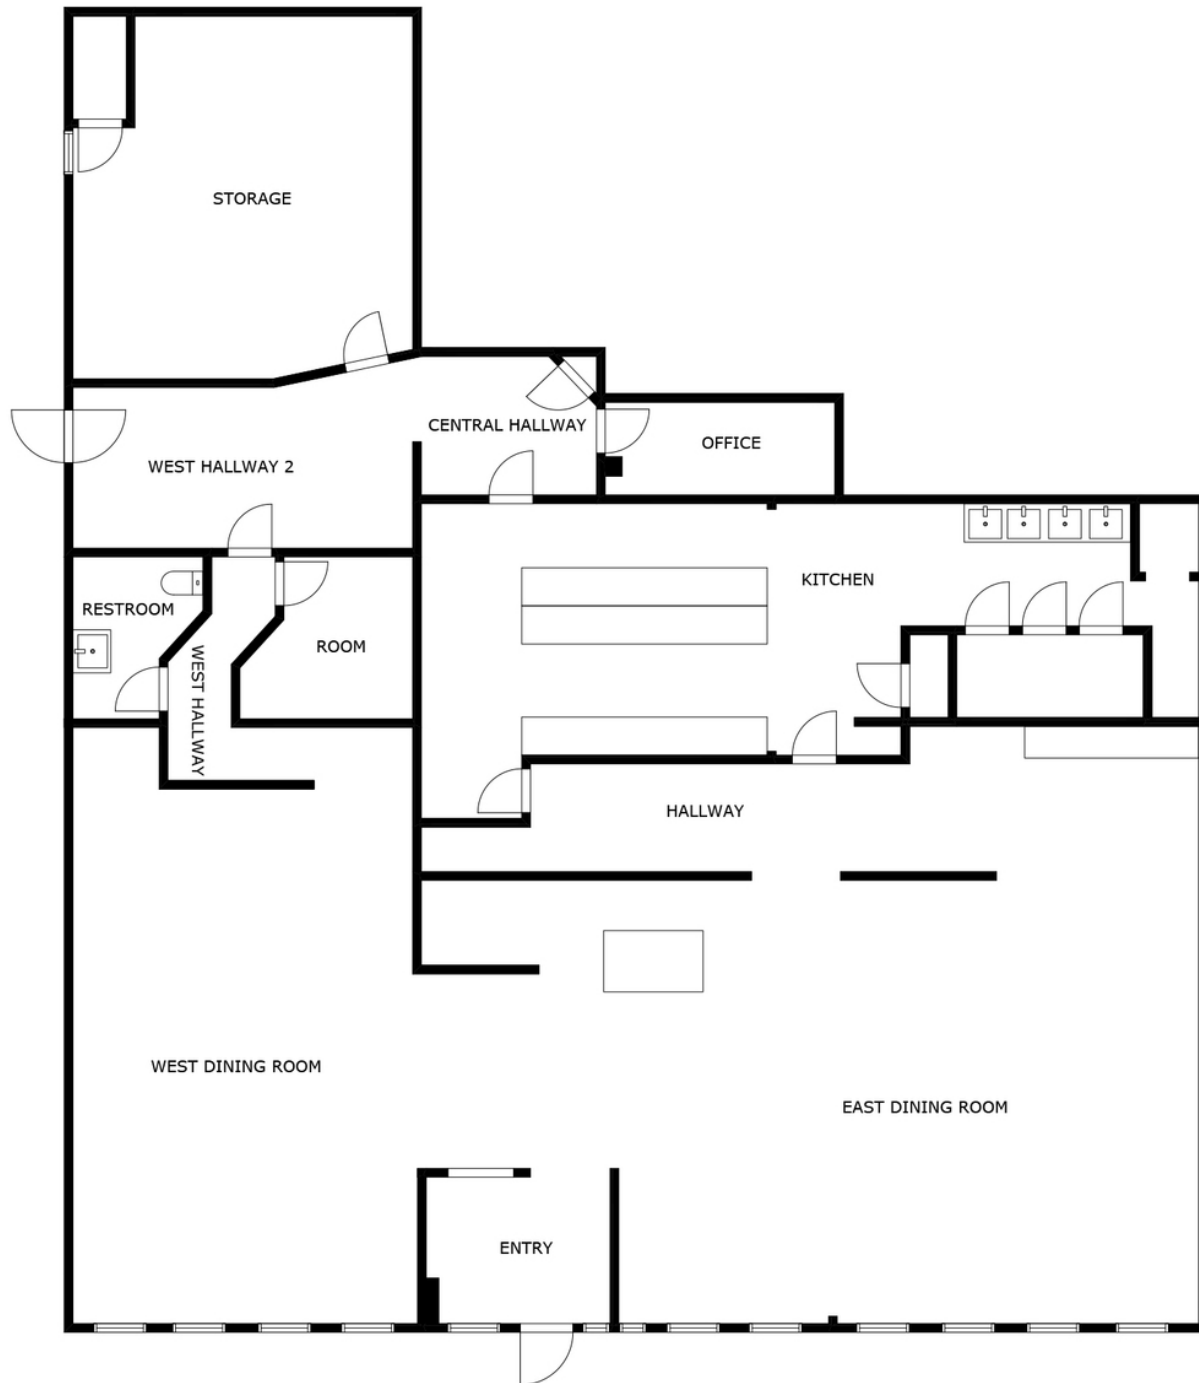 STORAGE
CENTRAL HALLWAY
OFFICE
WEST HALLWAY 2
KITCHEN
RESTROOM
ROOM
WEST HALLWAY
HALLWAY
WEST DINING ROOM
EAST DINING ROOM
ENTRY